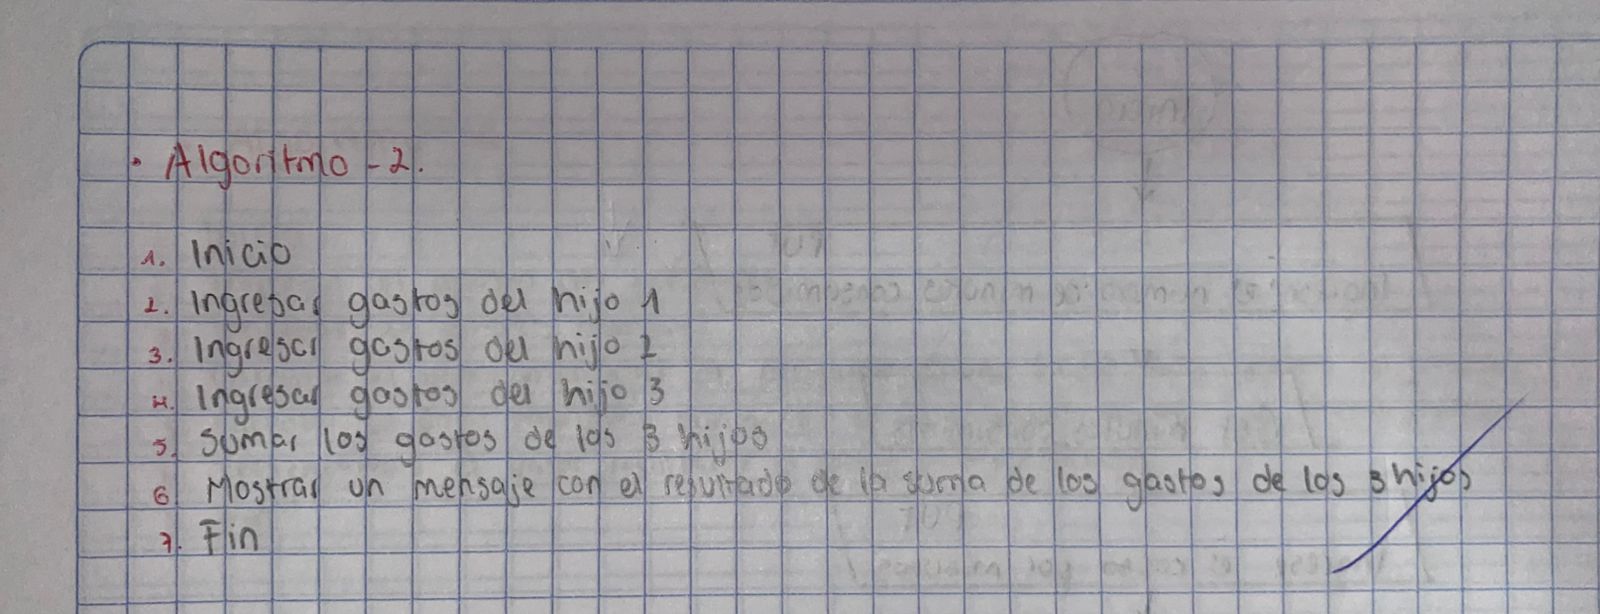 • Algoritmo - 2.
1. Inicio
2. Ingresar gastos del hijo 1
3. Ingresar gastos del hijo 2
4. Ingresar gastos del hijo 3
5. Sumar los gastos de los 3 hijos
6. Mostrar un mensaje con el resultado de la suma de los gastos de los 3 hijos
7. Fin